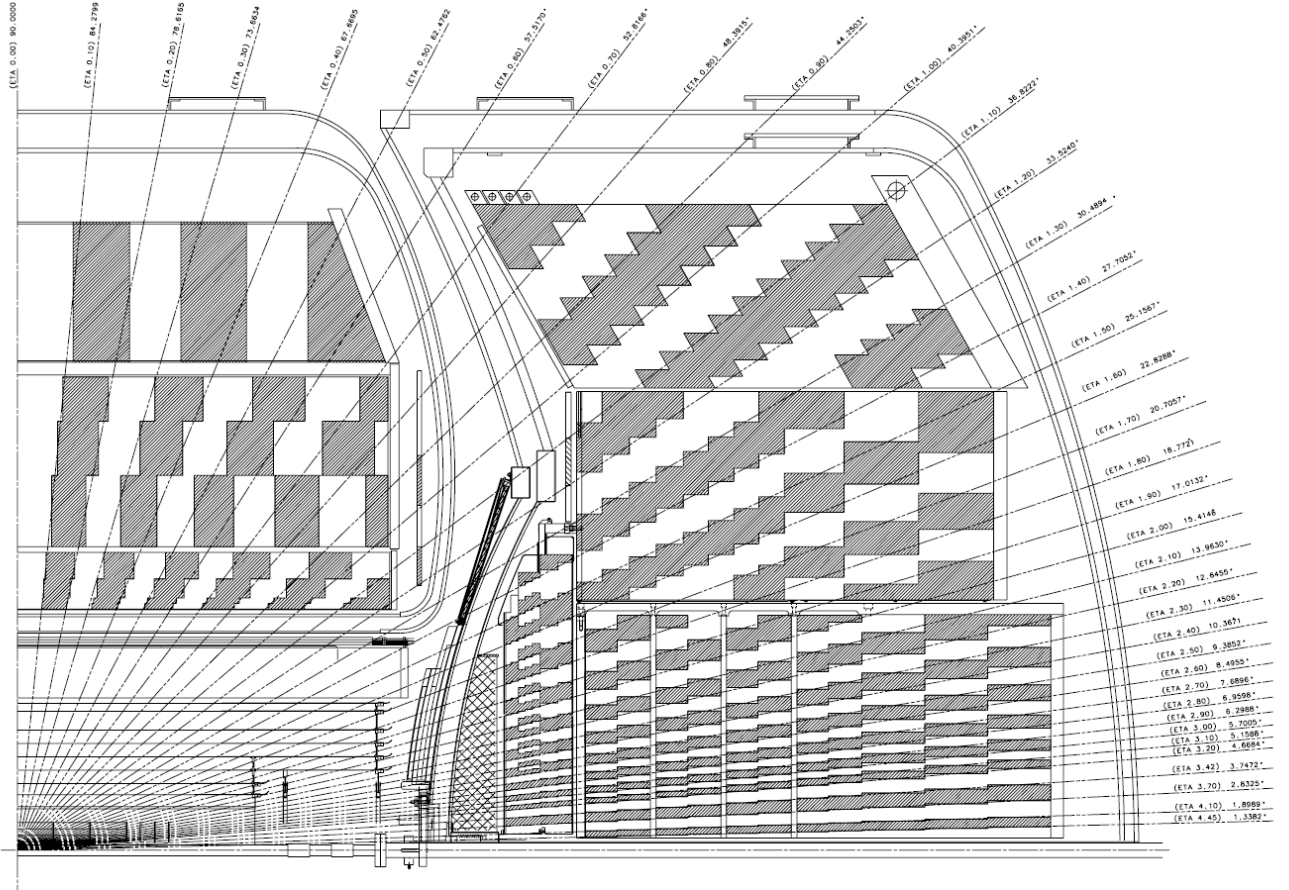 (ETA 0.00) 90.0000
(ETA 0.10) 84.2799
(ETA 0.20) 78.6165
(ETA 0.30) 73.6634
(ETA 0.40) 67.6695
(ETA 0.50) 62.4762
(ETA 0.60) 57.5170°
(ETA 0.70) 52.8166°
(ETA 0.80) 48.3915°
(ETA 0.90) 44.2503°
(ETA 1.00) 40.3951°
(ETA 1.10) 36.8222°
(ETA 1.20) 33.5240°
(ETA 1.30) 30.4894 °
(ETA 1.40) 27.7052°
(ETA 1.50) 25.1567°
(ETA 1.60) 22.8288°
(ETA 1.70) 20.7057°
(ETA 1.80) 18.7721
(ETA 1.90) 17.0132°
(ETA 2.00) 15.4146
(ETA 2.10) 13.9630°
(ETA 2.20) 12.6455°
(ETA 2.30) 11.4506°
(ETA 2.40) 10.3671
(ETA 2.50) 9.3852°
(ETA 2.60) 8.4955°
(ETA 2.70) 7.6896°
(ETA 2.80) 6.9598°
(ETA 2.90) 6.2988°
(ETA 3.00) 5.7005°
(ETA 3.10) 5.1588°
(ETA 3.20) 4.6684°
(ETA 3.42) 3.7472°
(ETA 3.70) 2.8325°
(ETA 4.10) 1.8989°
(ETA 4.45) 1.3382°